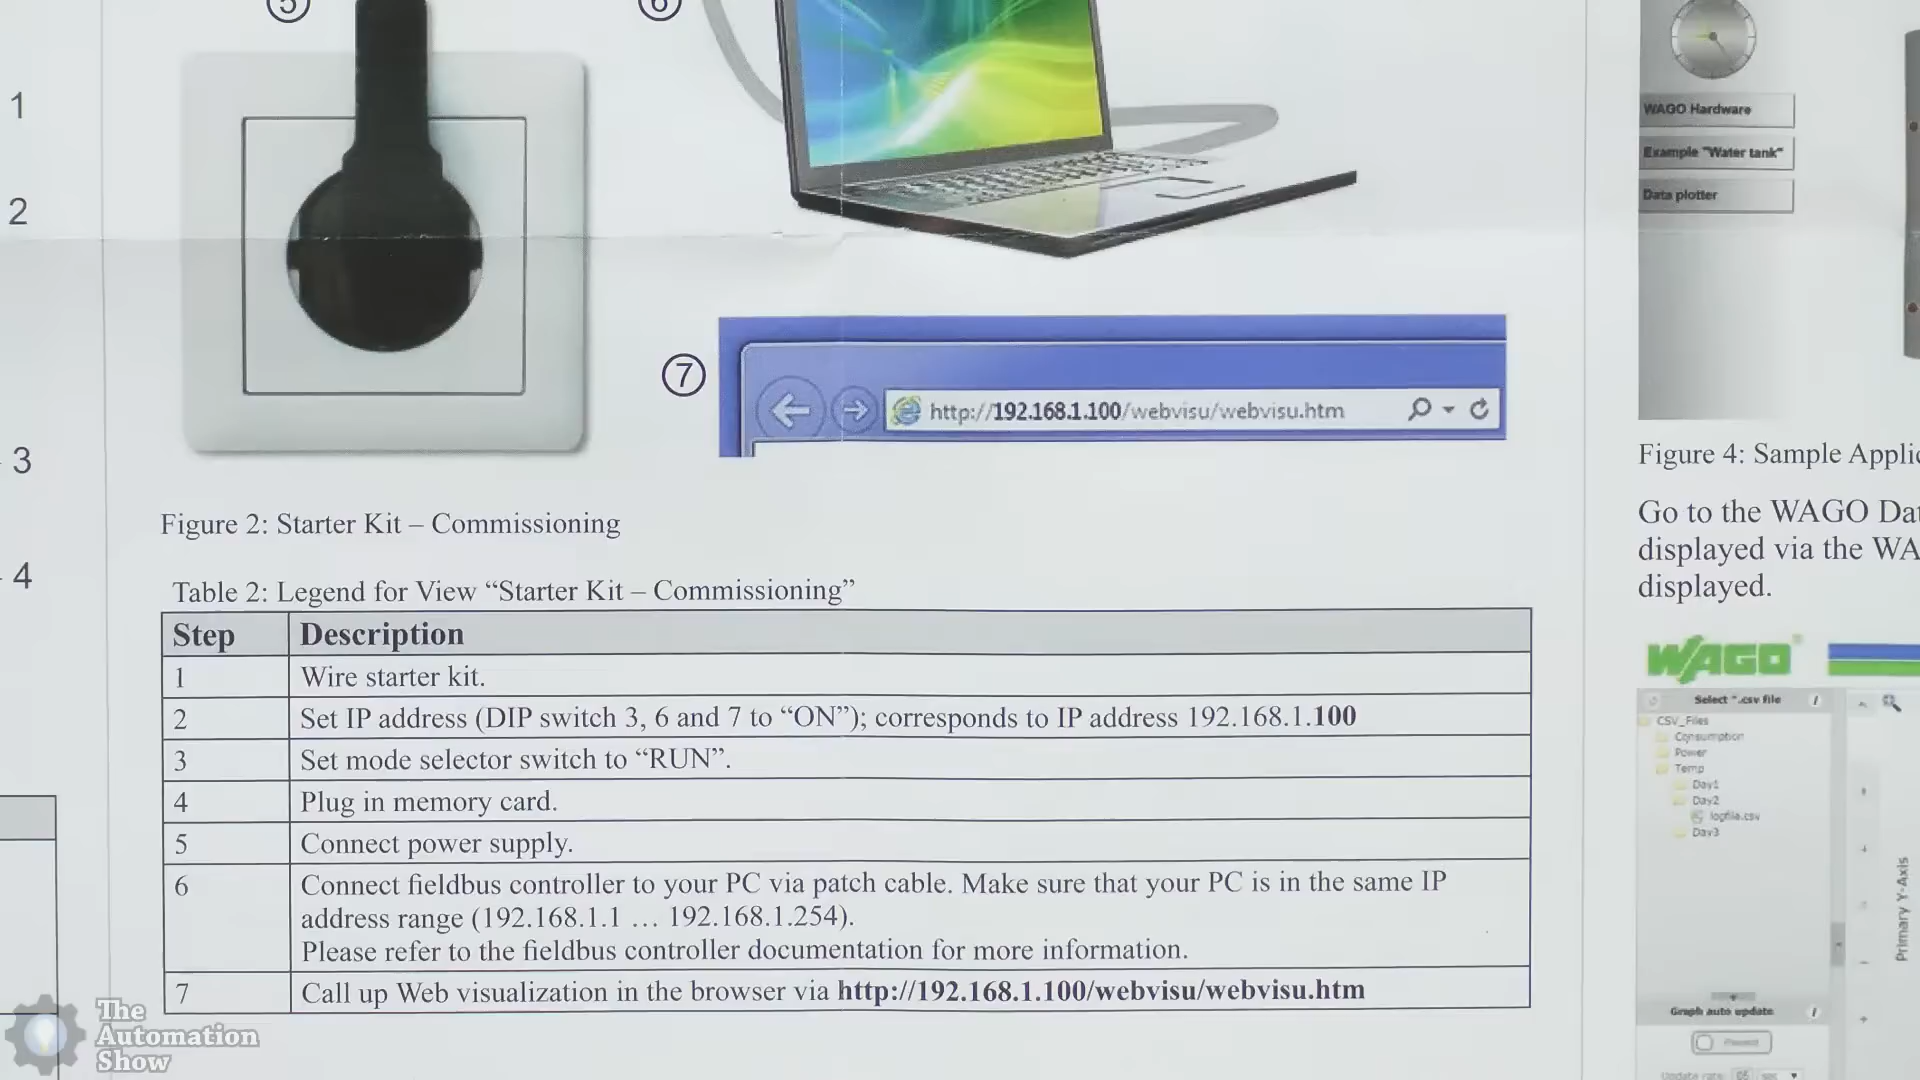 5
6
1
2
3
4
7
http://192.168.1.100/webvisu/webvisu.htm
Figure 2: Starter Kit – Commissioning
Table 2: Legend for View “Starter Kit – Commissioning”
Step Description
1 Wire starter kit.
2 Set IP address (DIP switch 3, 6 and 7 to “ON”); corresponds to IP address 192.168.1.100
3 Set mode selector switch to “RUN”.
4 Plug in memory card.
5 Connect power supply.
6 Connect fieldbus controller to your PC via patch cable. Make sure that your PC is in the same IP
address range (192.168.1.1 … 192.168.1.254).
Please refer to the fieldbus controller documentation for more information.
7 Call up Web visualization in the browser via http://192.168.1.100/webvisu/webvisu.htm
WAGO Hardware
Example "Water tank"
Data plotter
Figure 4: Sample Applic
Go to the WAGO Dat
displayed via the WA
displayed.
WAGO
Select *.csv file
CSV_Files
Consumption
Power
Temp
Day1
Day2
logfile.csv
Day3
Primary Y-Axis
Graph auto update
Update rate:
The
Automation
Show